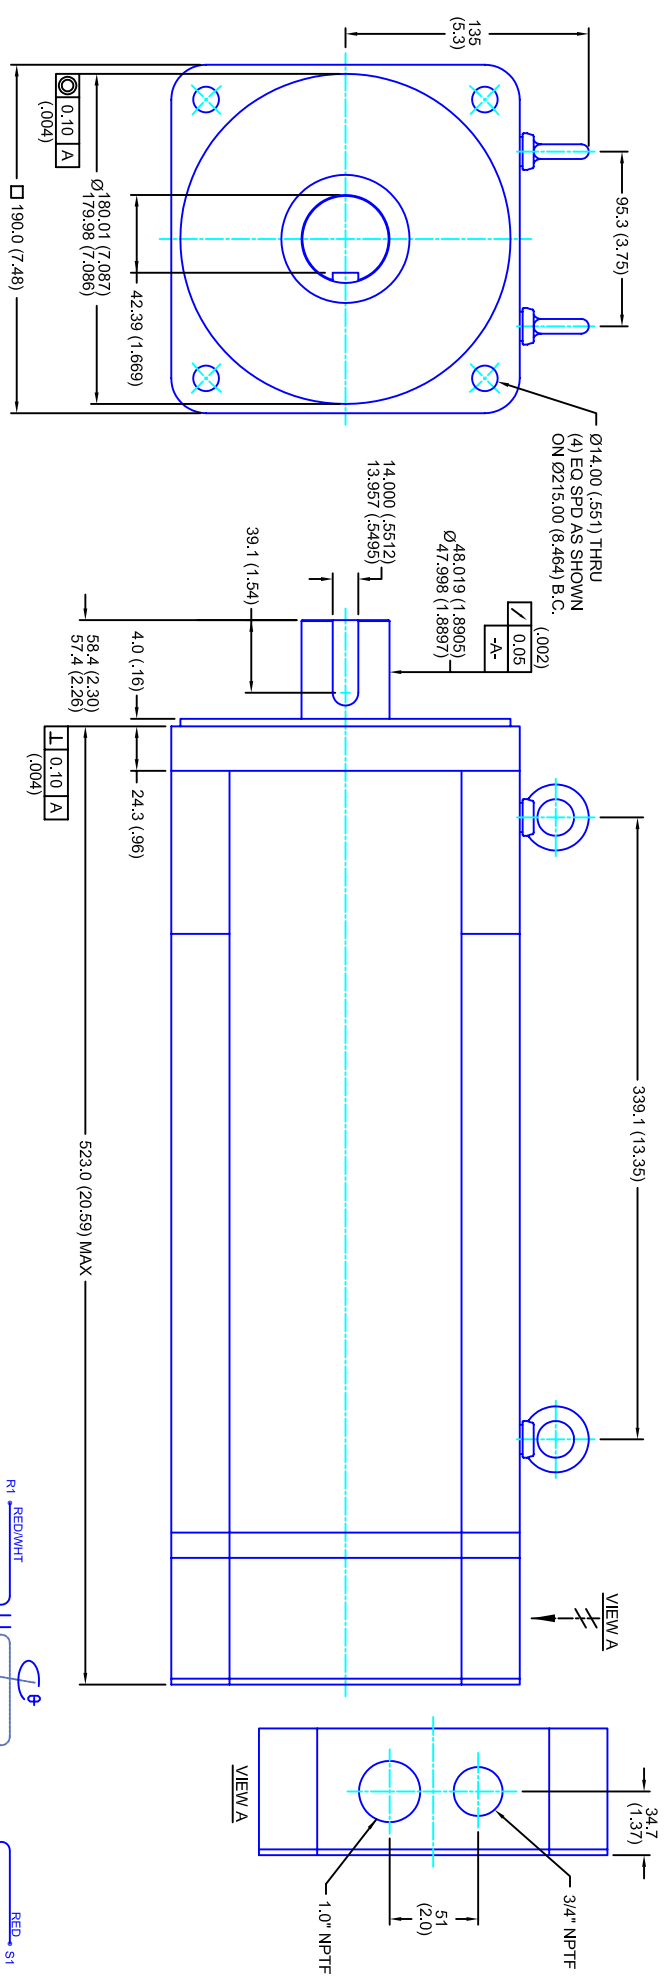 135
(5.3)
95.3 (3.75)
Ø14.00 (.551) THRU
(4) EQ SPD AS SHOWN
ON Ø215.00 (8.464) B.C.
42.39 (1.669)
Ø180.01 (7.087)
179.98 (7.086)
0.10 A
(.004)
190.0 (7.48)
(.002)
0.05
-A-
Ø48.019 (1.8905)
47.998 (1.8897)
14.000 (.5512)
13.957 (.5495)
39.1 (1.54)
4.0 (.16)
58.4 (2.30)
57.4 (2.26)
⊥ 0.10 A
(.004)
24.3 (.96)
339.1 (13.35)
523.0 (20.59) MAX
VIEW A
34.7
(1.37)
3/4" NPTF
51
(2.0)
1.0" NPTF
VIEW A
R1
RED/WHT
θ
RED
S1